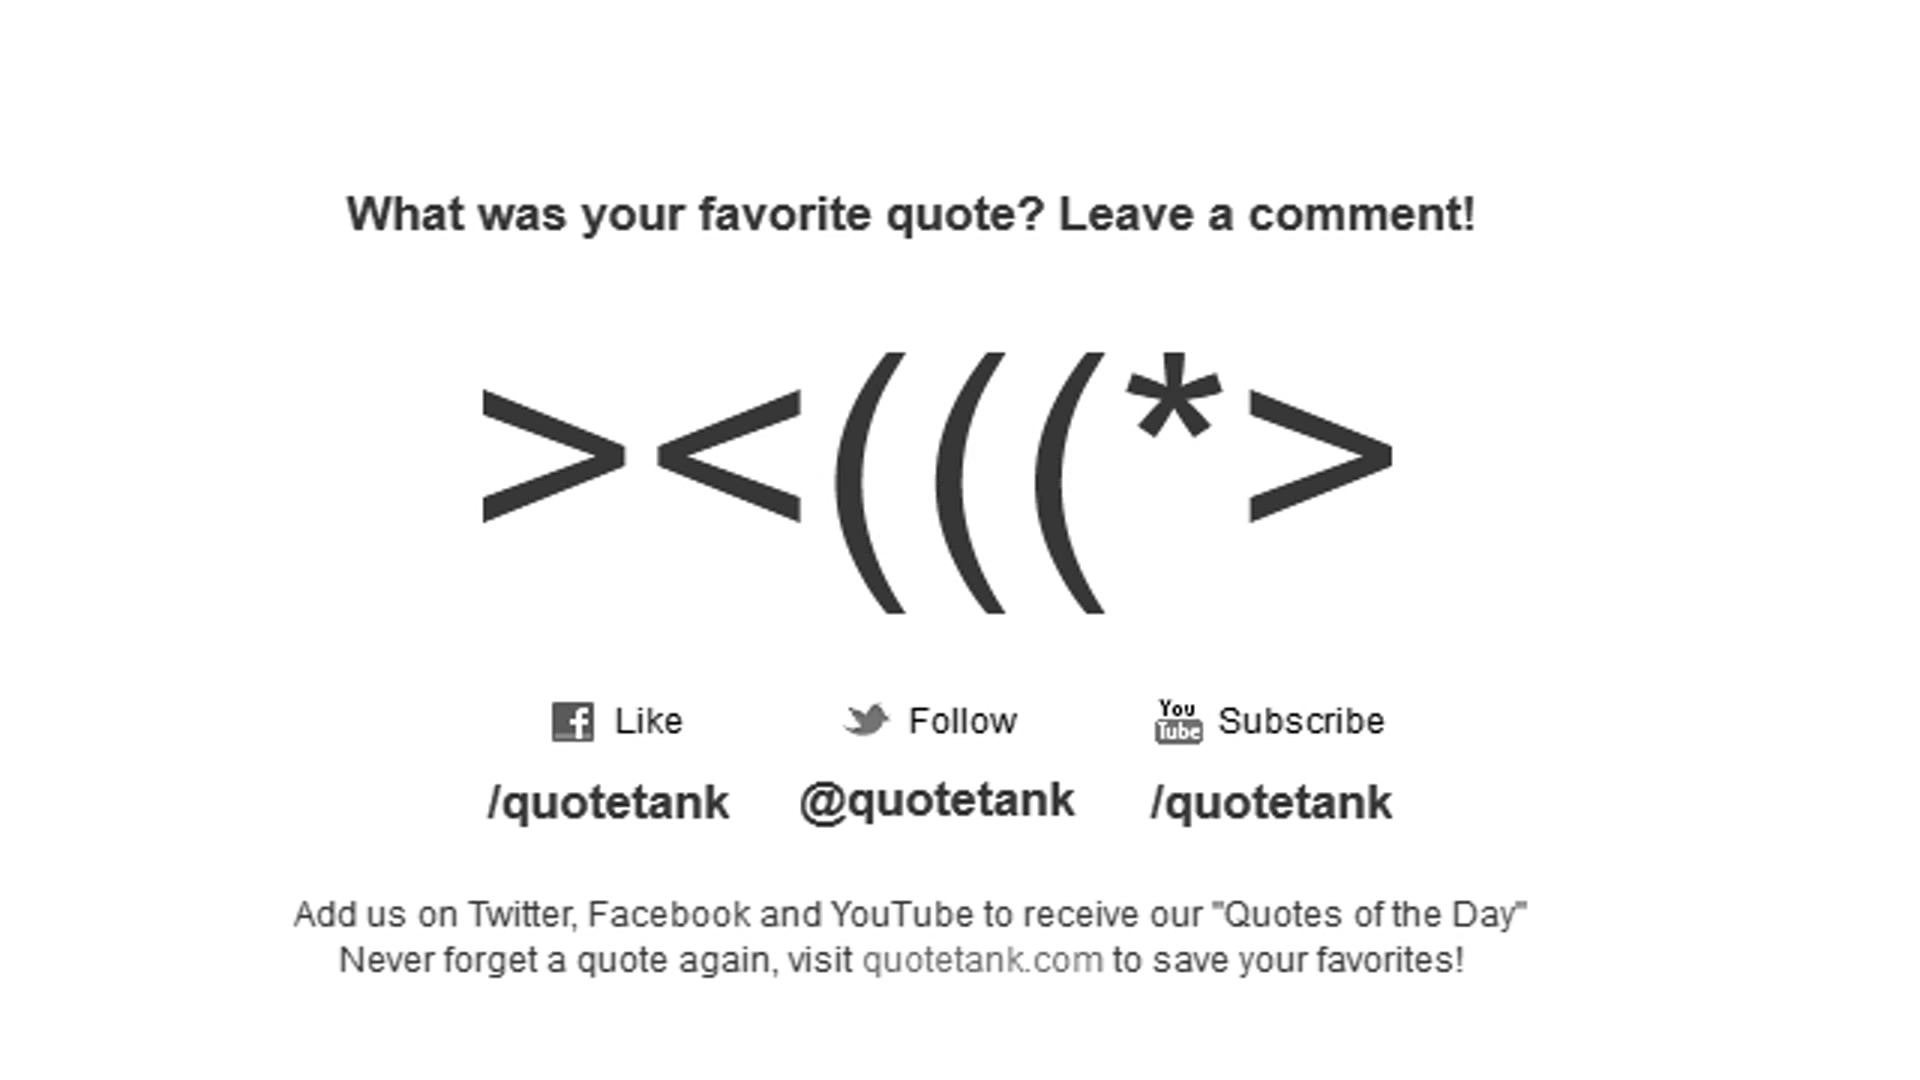 What was your favorite quote? Leave a comment!
><(((*>
f Like Follow You Tube Subscribe
/quotetank @quotetank /quotetank
Add us on Twitter, Facebook and YouTube to receive our "Quotes of the Day"
Never forget a quote again, visit quotetank.com to save your favorites!